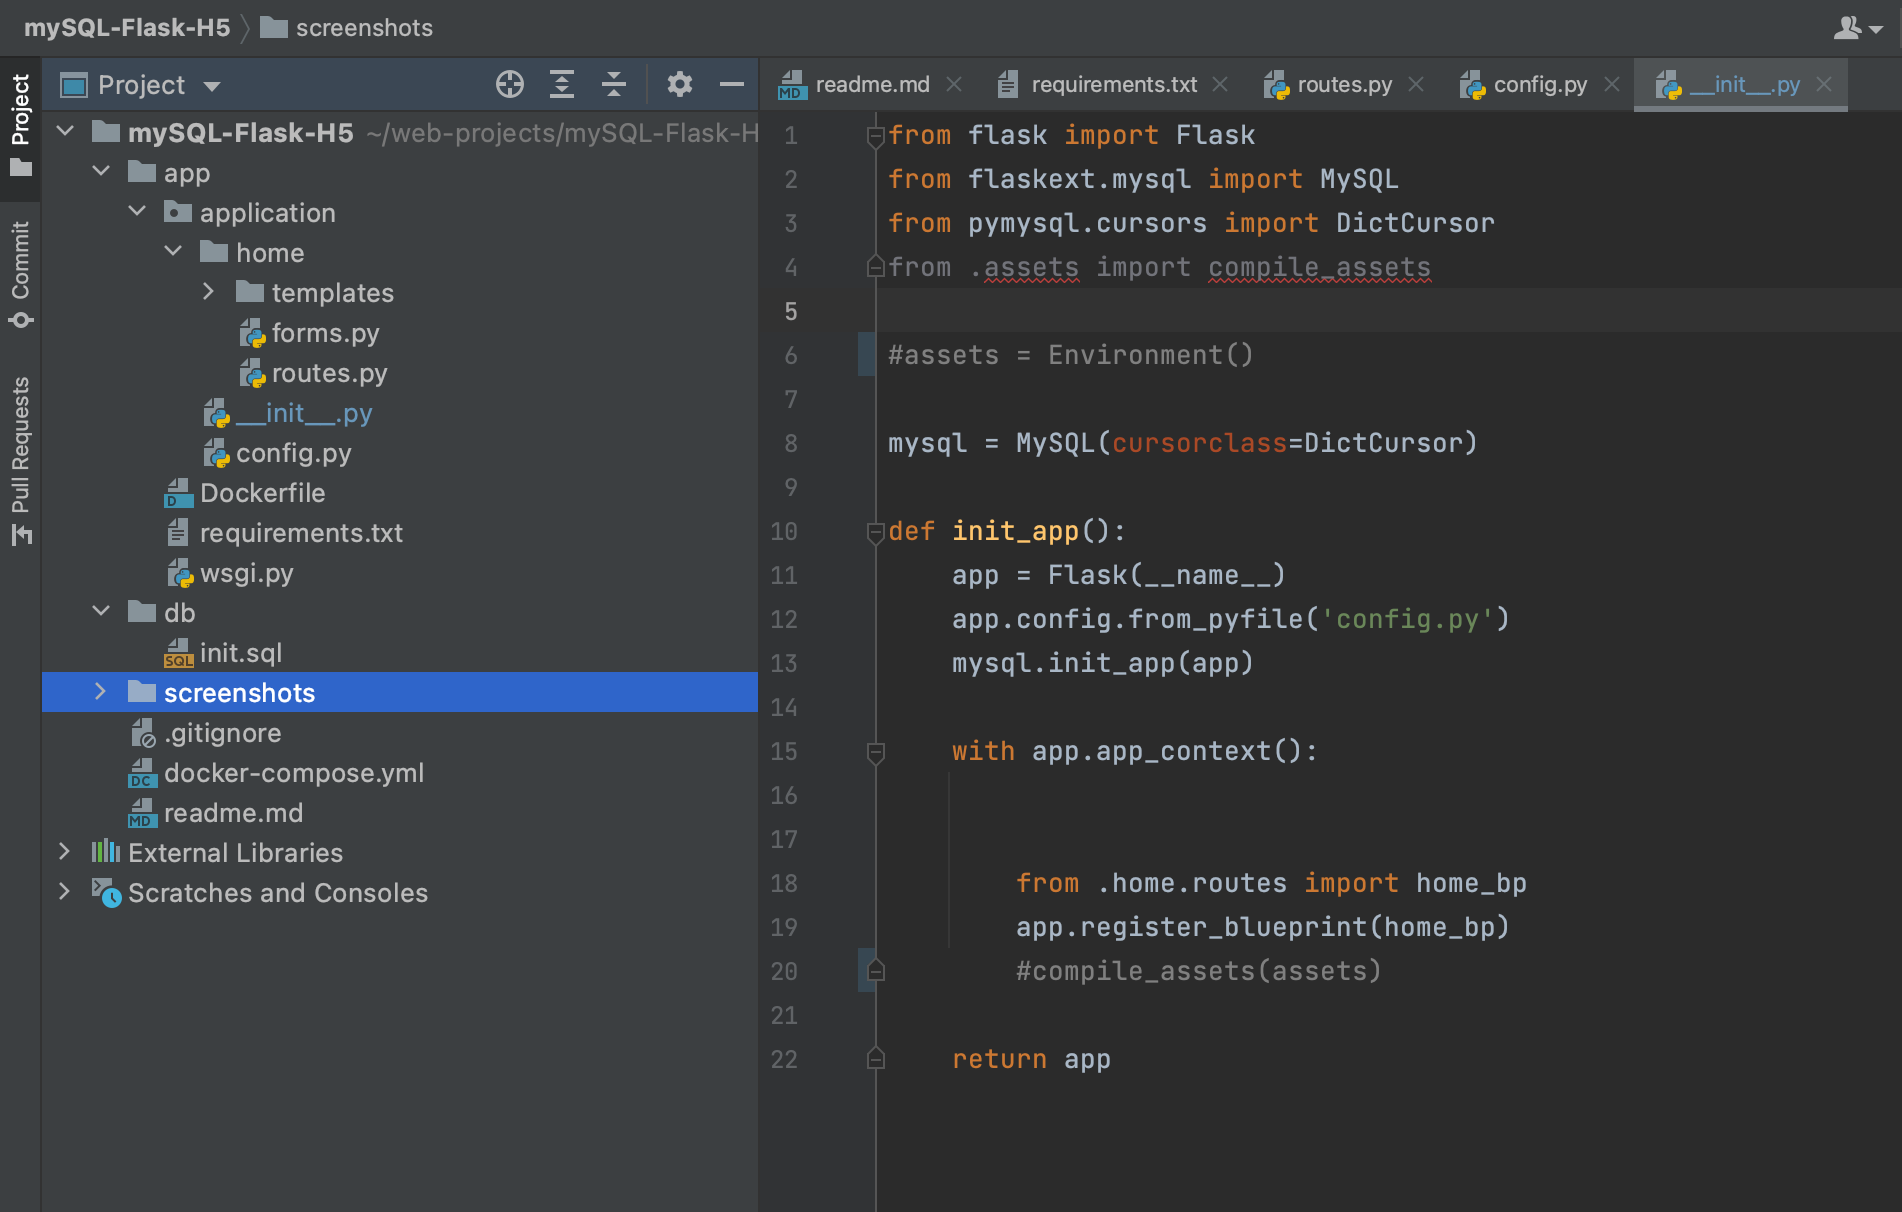 mySQL-Flask-H5 screenshots
Project
Commit
Pull Requests
Project
mySQL-Flask-H5 ~/web-projects/mySQL-Flask-H
app
application
home
templates
forms.py
routes.py
__init__.py
config.py
Dockerfile
requirements.txt
wsgi.py
db
init.sql
screenshots
.gitignore
docker-compose.yml
readme.md
External Libraries
Scratches and Consoles
readme.md requirements.txt routes.py config.py __init__.py
1 from flask import Flask
2 from flaskext.mysql import MySQL
3 from pymysql.cursors import DictCursor
4 from .assets import compile_assets
5
6 #assets = Environment()
7
8 mysql = MySQL(cursorclass=DictCursor)
9
10 def init_app():
11 app = Flask(__name__)
12 app.config.from_pyfile('config.py')
13 mysql.init_app(app)
14
15 with app.app_context():
16
17
18 from .home.routes import home_bp
19 app.register_blueprint(home_bp)
20 #compile_assets(assets)
21
22 return app